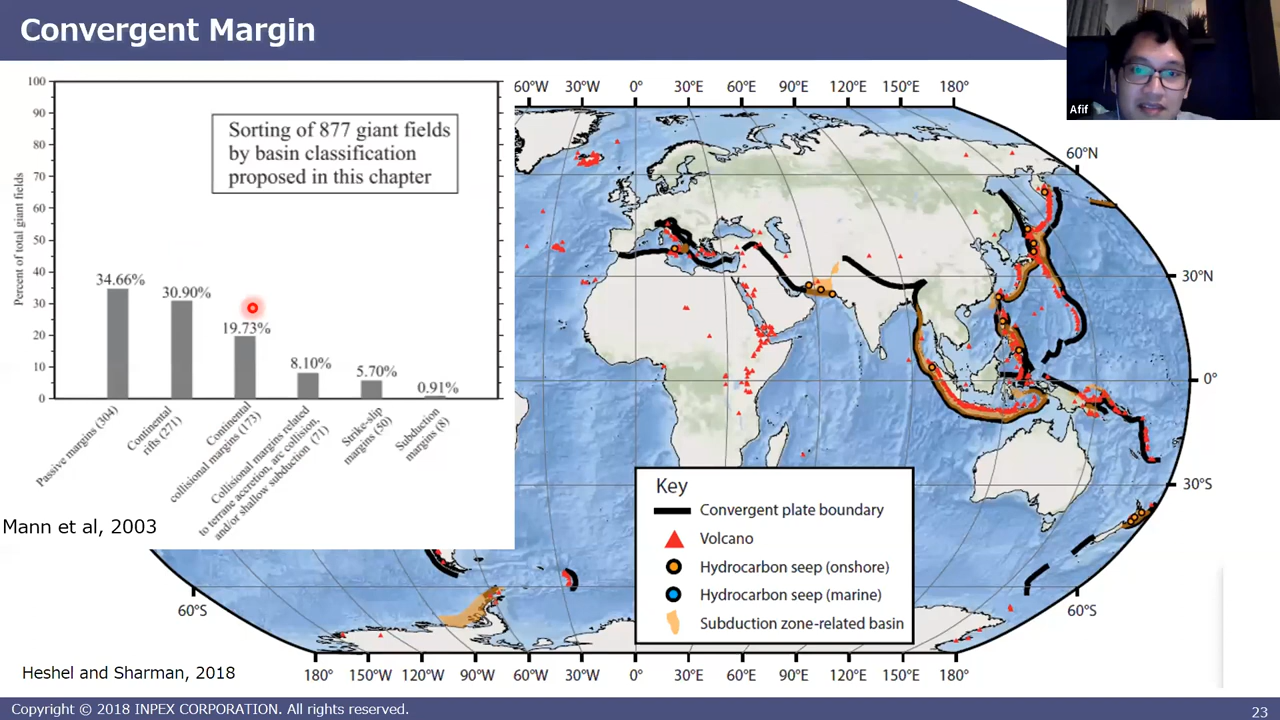 Convergent Margin
Afif
100
90
80
70
60
50
40
30
20
10
0
Percent of total giant fields
Sorting of 877 giant fields
by basin classification
proposed in this chapter
34.66%
30.90%
19.73%
8.10%
5.70%
0.91%
Passive margins (304)
Continental
rifts (271)
Continental
collisional margins (173)
Collisional margins related
to terrane accretion, arc collision,
and/or shallow subduction (71)
Strike-slip
margins (50)
Subduction
margins (8)
Mann et al, 2003
60°W 30°W 0° 30°E 60°E 90°E 120°E 150°E 180°
60°N
30°N
0°
30°S
60°S
60°S
Key
Convergent plate boundary
Volcano
Hydrocarbon seep (onshore)
Hydrocarbon seep (marine)
Subduction zone-related basin
180° 150°W 120°W 90°W 60°W 30°W 0° 30°E 60°E 90°E 120°E 150°E 180°
Heshel and Sharman, 2018
Copyright © 2018 INPEX CORPORATION. All rights reserved.
23